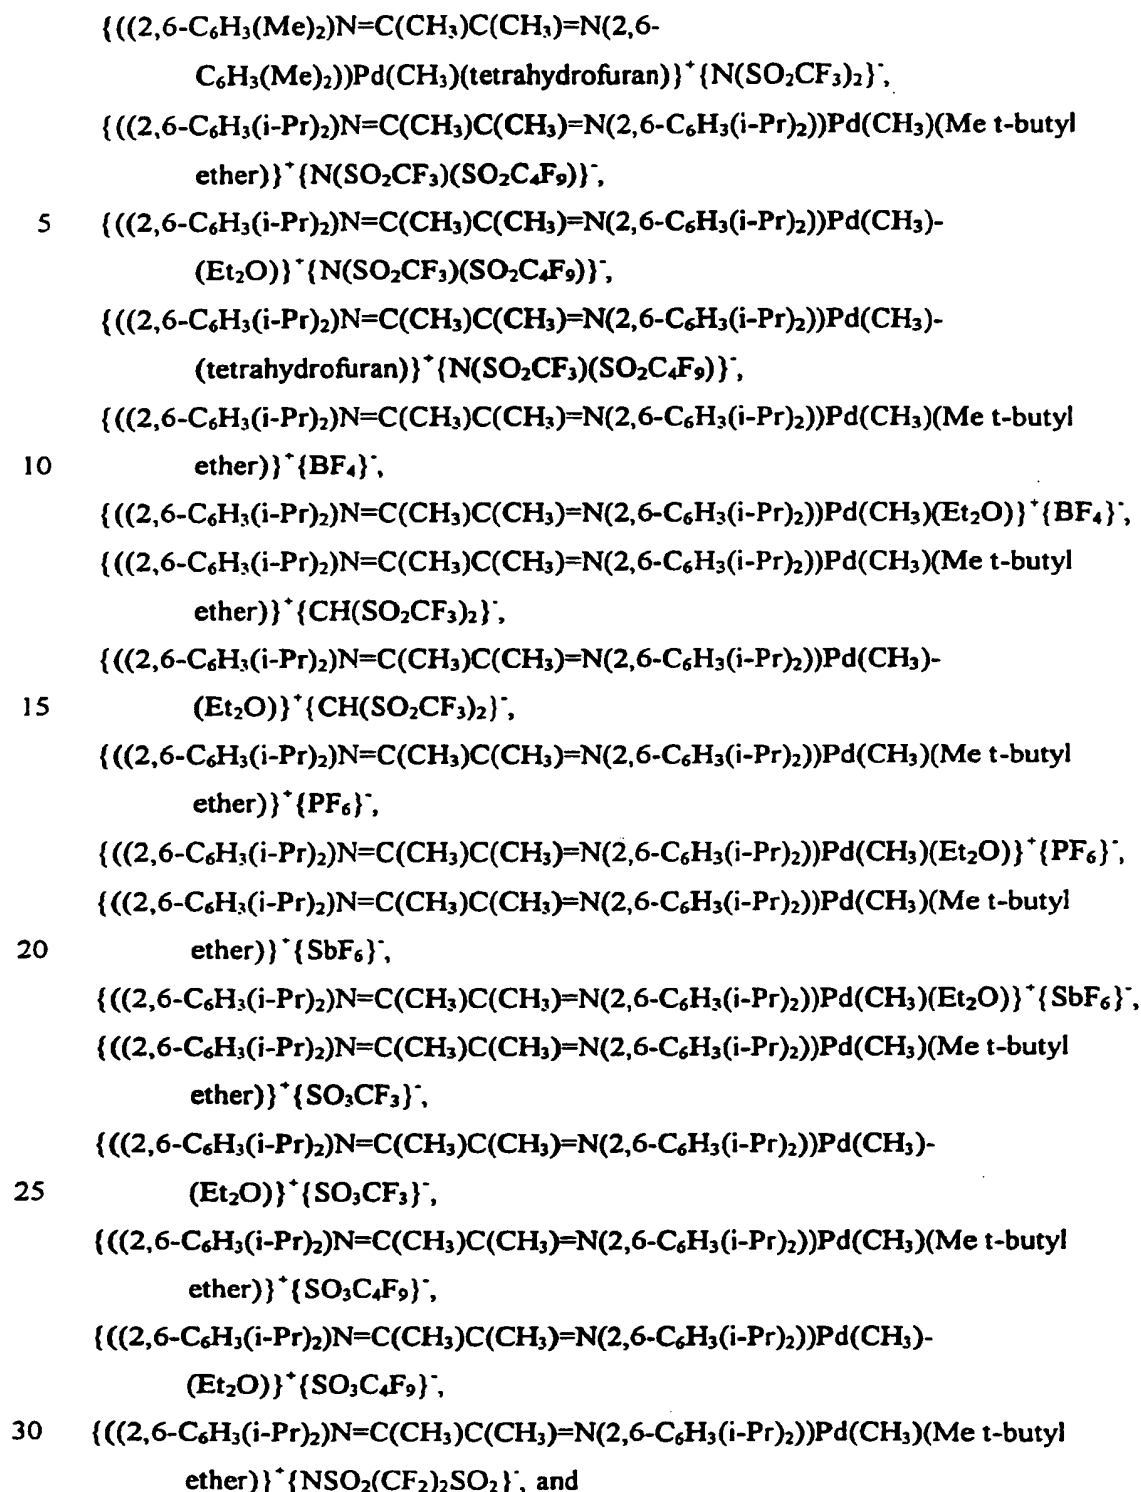 {((2,6-C₆H₃(Me)₂)N=C(CH₃)C(CH₃)=N(2,6-
C₆H₃(Me)₂))Pd(CH₃)(tetrahydrofuran)}⁺{N(SO₂CF₃)₂}⁻,
{((2,6-C₆H₃(i-Pr)₂)N=C(CH₃)C(CH₃)=N(2,6-C₆H₃(i-Pr)₂))Pd(CH₃)(Me t-butyl
ether)}⁺{N(SO₂CF₃)(SO₂C₄F₉)}⁻,
5 {((2,6-C₆H₃(i-Pr)₂)N=C(CH₃)C(CH₃)=N(2,6-C₆H₃(i-Pr)₂))Pd(CH₃)-
(Et₂O)}⁺{N(SO₂CF₃)(SO₂C₄F₉)}⁻,
{((2,6-C₆H₃(i-Pr)₂)N=C(CH₃)C(CH₃)=N(2,6-C₆H₃(i-Pr)₂))Pd(CH₃)-
(tetrahydrofuran)}⁺{N(SO₂CF₃)(SO₂C₄F₉)}⁻,
{((2,6-C₆H₃(i-Pr)₂)N=C(CH₃)C(CH₃)=N(2,6-C₆H₃(i-Pr)₂))Pd(CH₃)(Me t-butyl
10 ether)}⁺{BF₄}⁻,
{((2,6-C₆H₃(i-Pr)₂)N=C(CH₃)C(CH₃)=N(2,6-C₆H₃(i-Pr)₂))Pd(CH₃)(Et₂O)}⁺{BF₄}⁻,
{((2,6-C₆H₃(i-Pr)₂)N=C(CH₃)C(CH₃)=N(2,6-C₆H₃(i-Pr)₂))Pd(CH₃)(Me t-butyl
ether)}⁺{CH(SO₂CF₃)₂}⁻,
{((2,6-C₆H₃(i-Pr)₂)N=C(CH₃)C(CH₃)=N(2,6-C₆H₃(i-Pr)₂))Pd(CH₃)-
15 (Et₂O)}⁺{CH(SO₂CF₃)₂}⁻,
{((2,6-C₆H₃(i-Pr)₂)N=C(CH₃)C(CH₃)=N(2,6-C₆H₃(i-Pr)₂))Pd(CH₃)(Me t-butyl
ether)}⁺{PF₆}⁻,
{((2,6-C₆H₃(i-Pr)₂)N=C(CH₃)C(CH₃)=N(2,6-C₆H₃(i-Pr)₂))Pd(CH₃)(Et₂O)}⁺{PF₆}⁻,
{((2,6-C₆H₃(i-Pr)₂)N=C(CH₃)C(CH₃)=N(2,6-C₆H₃(i-Pr)₂))Pd(CH₃)(Me t-butyl
20 ether)}⁺{SbF₆}⁻,
{((2,6-C₆H₃(i-Pr)₂)N=C(CH₃)C(CH₃)=N(2,6-C₆H₃(i-Pr)₂))Pd(CH₃)(Et₂O)}⁺{SbF₆}⁻,
{((2,6-C₆H₃(i-Pr)₂)N=C(CH₃)C(CH₃)=N(2,6-C₆H₃(i-Pr)₂))Pd(CH₃)(Me t-butyl
ether)}⁺{SO₃CF₃}⁻,
{((2,6-C₆H₃(i-Pr)₂)N=C(CH₃)C(CH₃)=N(2,6-C₆H₃(i-Pr)₂))Pd(CH₃)-
25 (Et₂O)}⁺{SO₃CF₃}⁻,
{((2,6-C₆H₃(i-Pr)₂)N=C(CH₃)C(CH₃)=N(2,6-C₆H₃(i-Pr)₂))Pd(CH₃)(Me t-butyl
ether)}⁺{SO₃C₄F₉}⁻,
{((2,6-C₆H₃(i-Pr)₂)N=C(CH₃)C(CH₃)=N(2,6-C₆H₃(i-Pr)₂))Pd(CH₃)-
(Et₂O)}⁺{SO₃C₄F₉}⁻,
30 {((2,6-C₆H₃(i-Pr)₂)N=C(CH₃)C(CH₃)=N(2,6-C₆H₃(i-Pr)₂))Pd(CH₃)(Me t-butyl
ether)}⁺{NSO₂(CF₂)₂SO₂}⁻, and